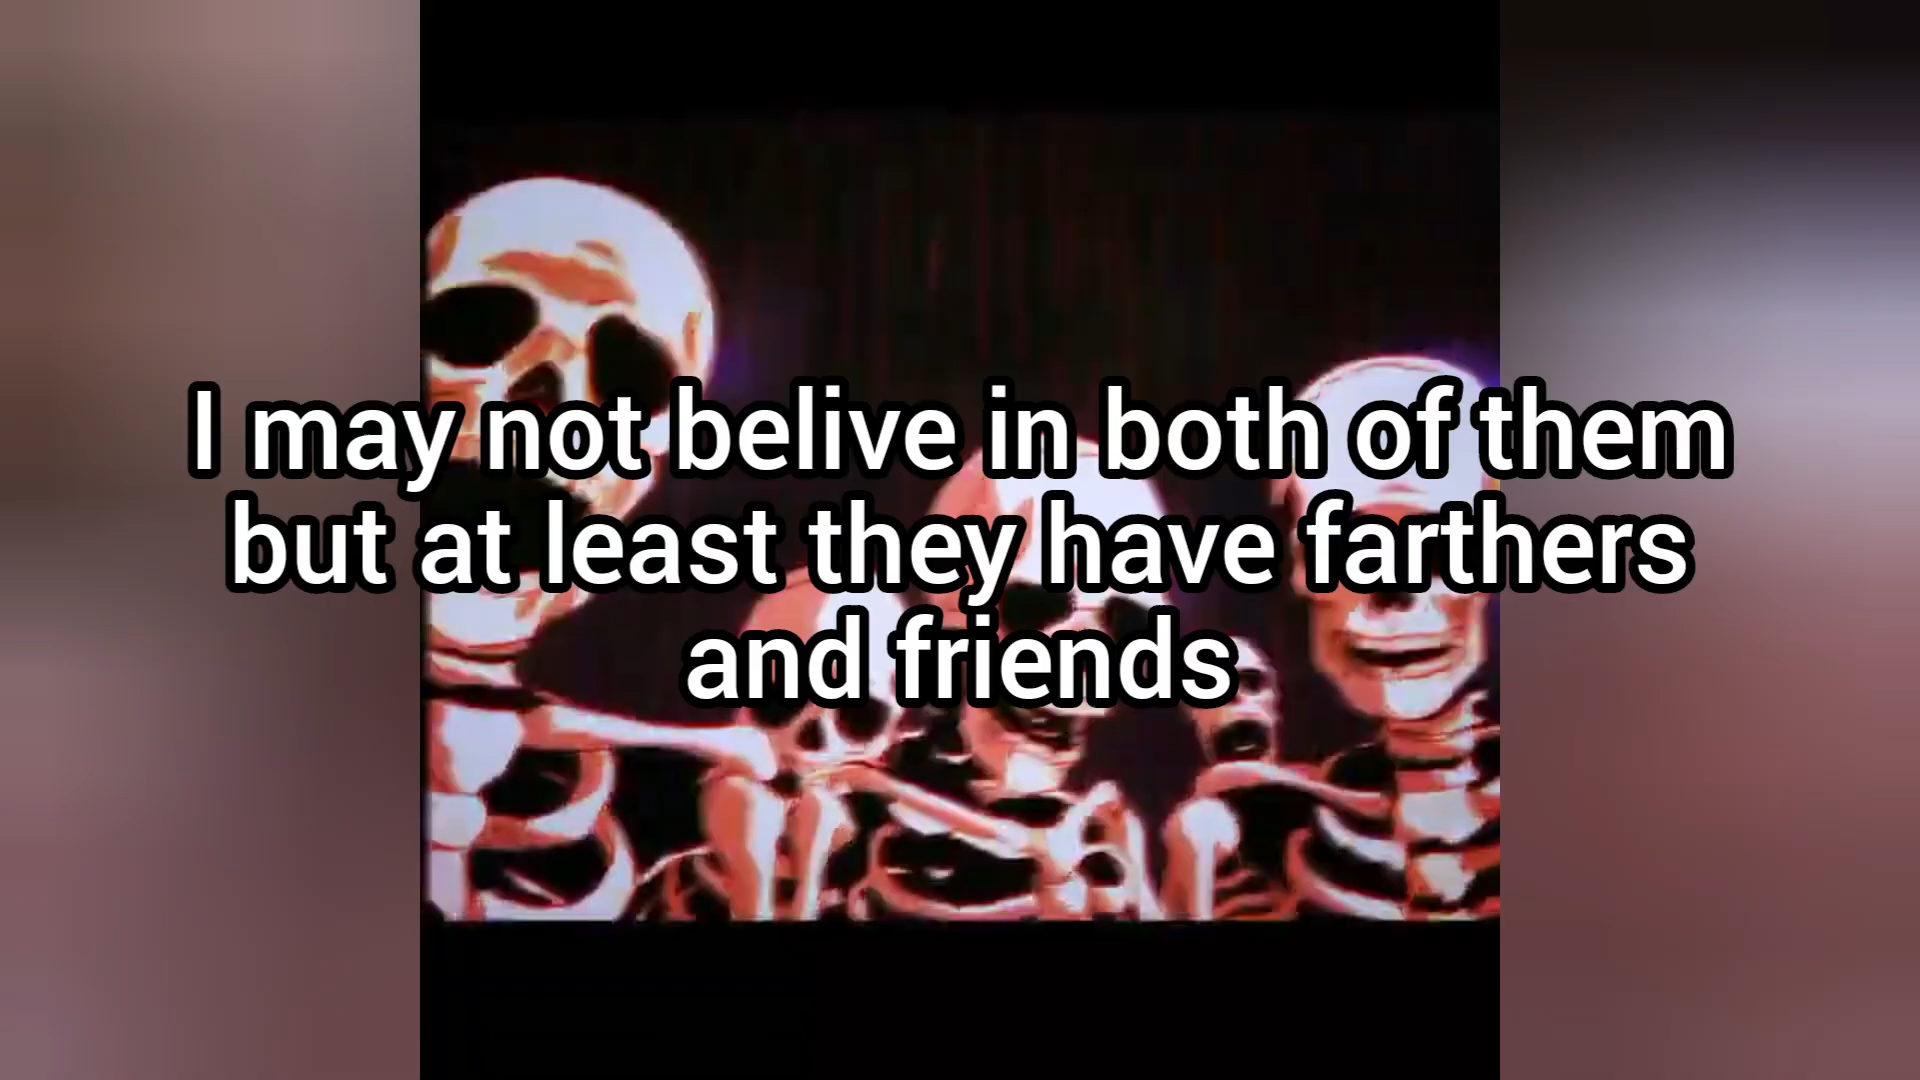 I may not belive in both of them
but at least they have farthers
and friends